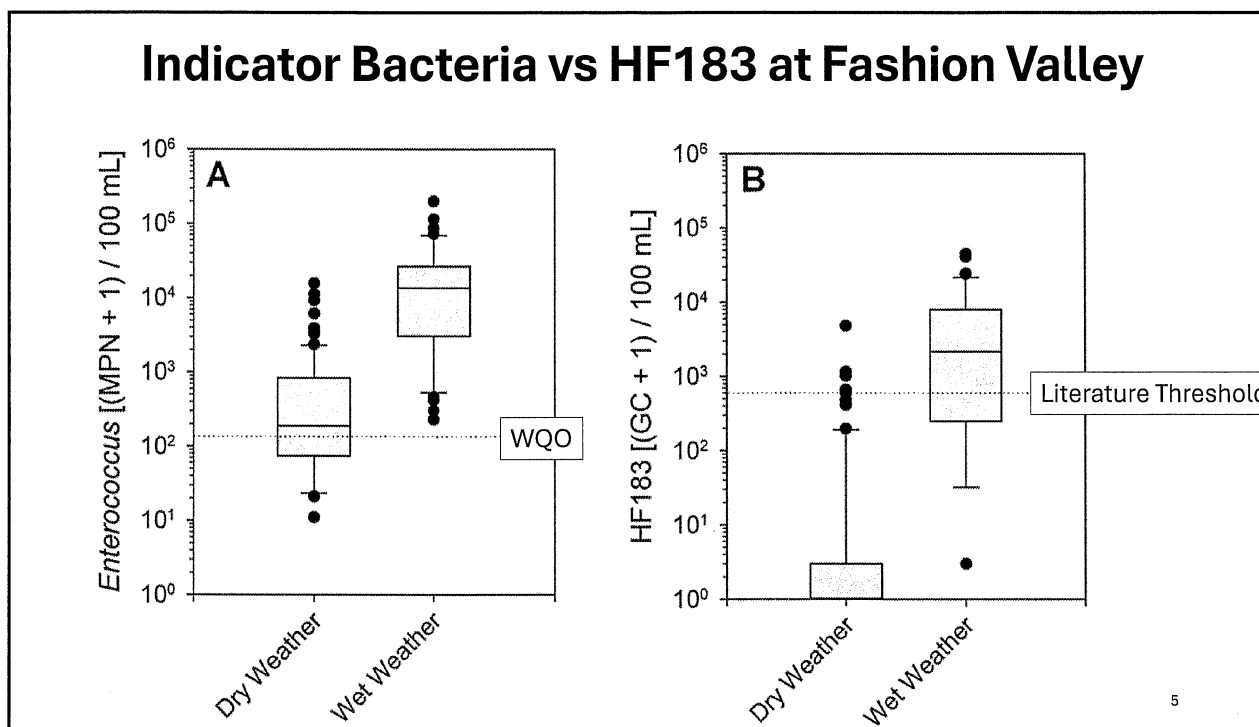 Indicator Bacteria vs HF183 at Fashion Valley
A
Enterococcus [(MPN + 1) / 100 mL]
10⁶
10⁵
10⁴
10³
10²
10¹
10⁰
WQO
Dry Weather
Wet Weather
B
HF183 [(GC + 1) / 100 mL]
10⁶
10⁵
10⁴
10³
10²
10¹
10⁰
Literature Threshold
Dry Weather
Wet Weather
5